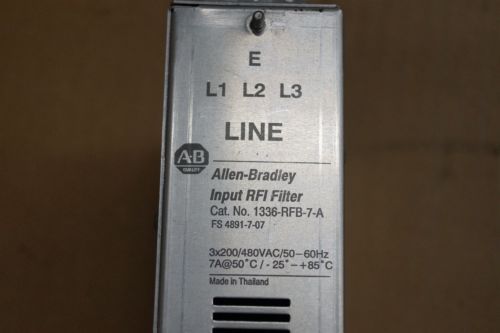 E
L1 L2 L3
LINE
A-B
QUALITY
Allen-Bradley
Input RFI Filter
Cat. No. 1336-RFB-7-A
FS 4891-7-07
3x200/480VAC/50-60Hz
7A@50°C / -25°-+85°C
Made in Thailand